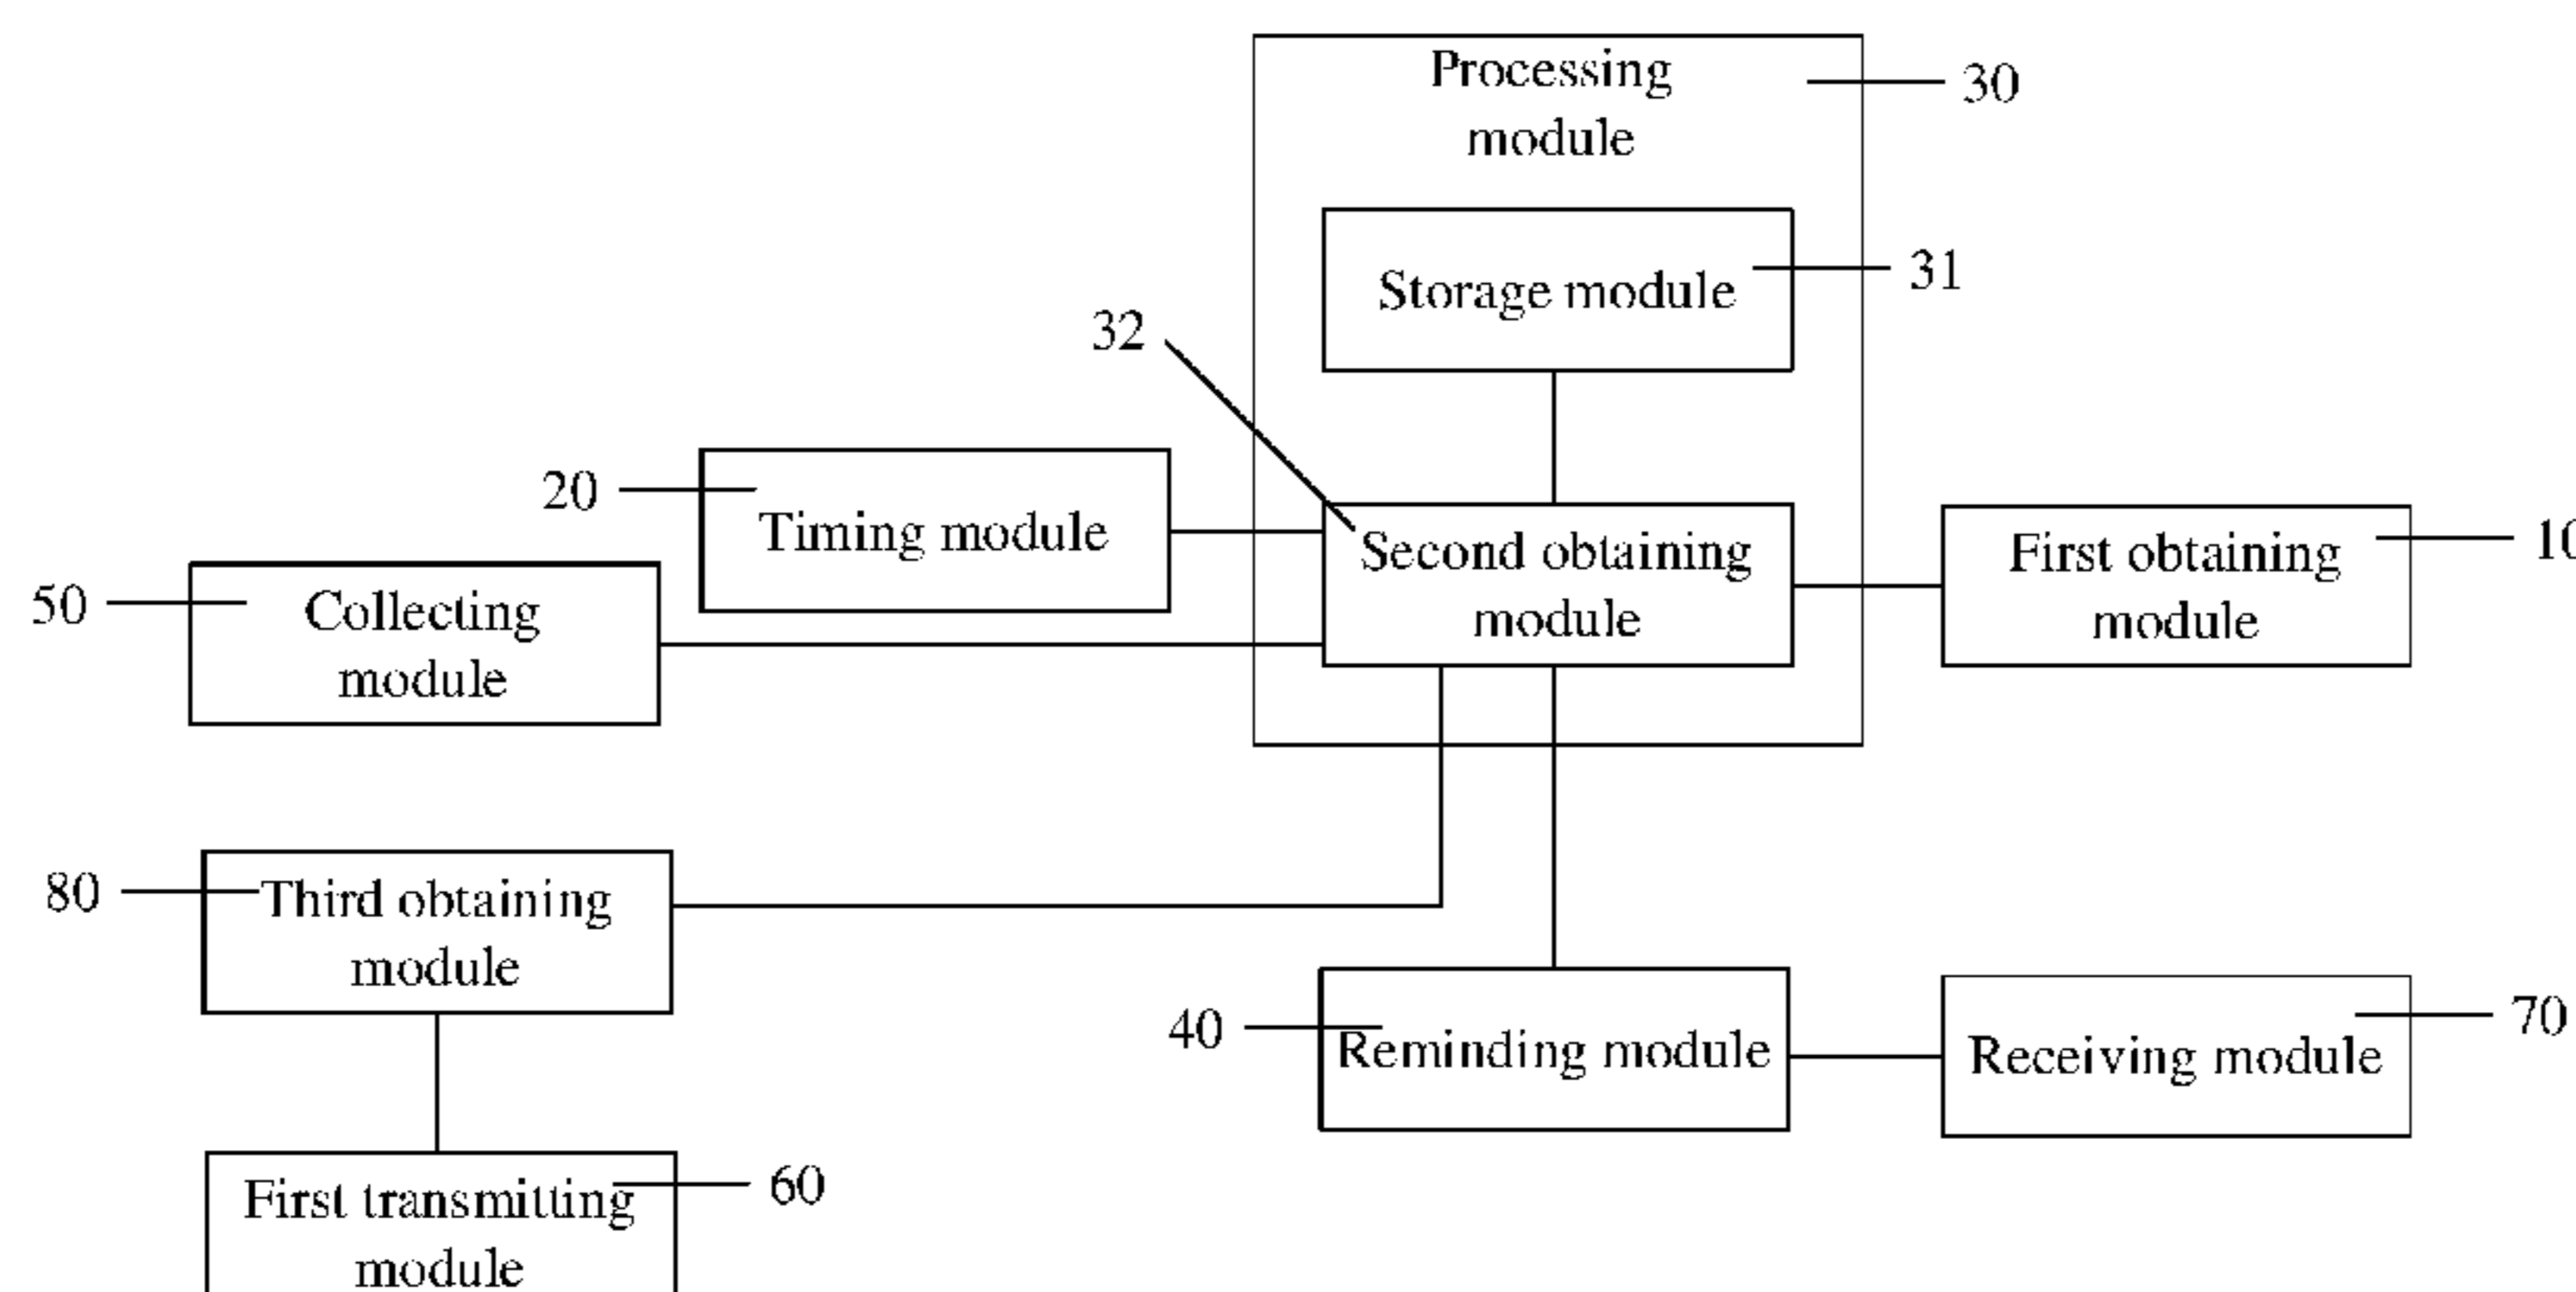 Processing
module
30
Storage module
31
32
20
Timing module
Second obtaining
module
First obtaining
module
10
50
Collecting
module
80
Third obtaining
module
40
Reminding module
Receiving module
70
First transmitting
module
60